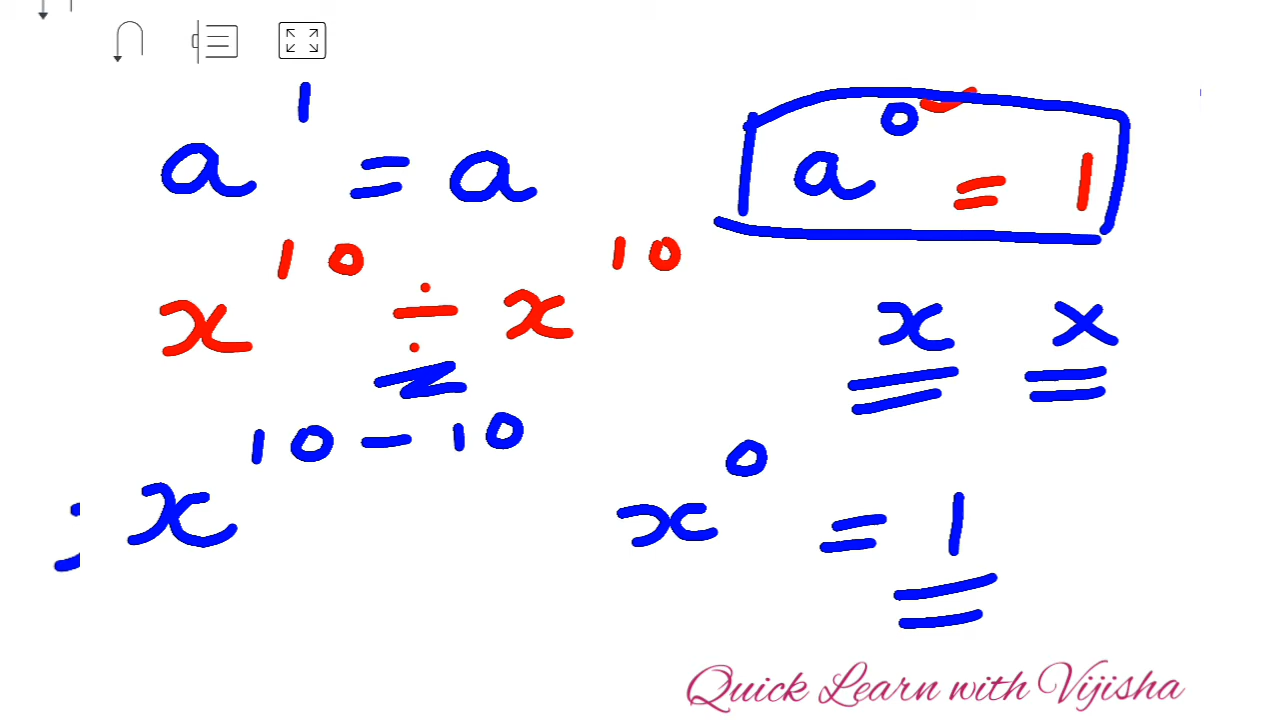 a¹ = a
a⁰ = 1
x¹⁰ ÷ x¹⁰
x x
x¹⁰⁻¹⁰
x⁰ = 1
Quick Learn with Vijisha